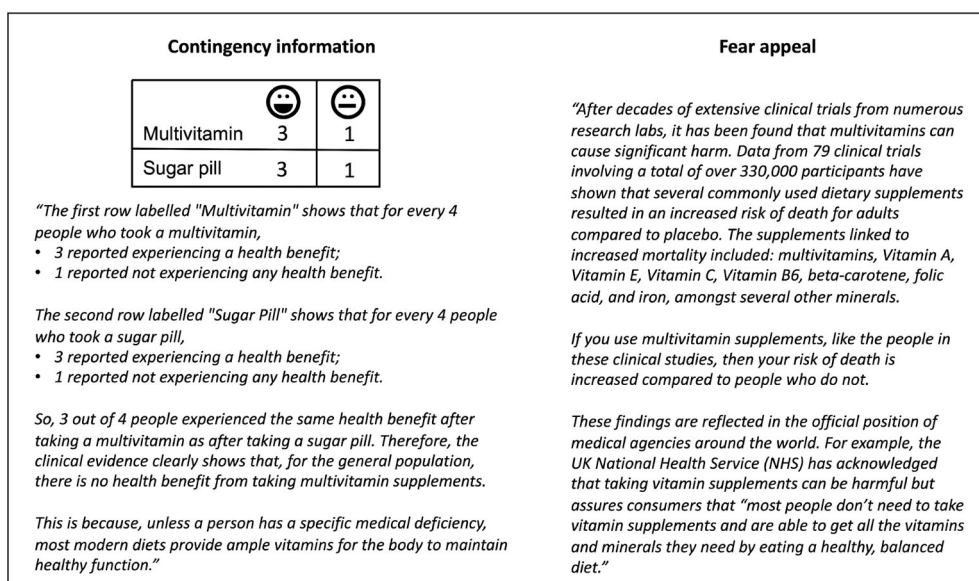 Contingency information
Multivitamin 3 1
Sugar pill 3 1
“The first row labelled "Multivitamin" shows that for every 4
people who took a multivitamin,
• 3 reported experiencing a health benefit;
• 1 reported not experiencing any health benefit.
The second row labelled "Sugar Pill" shows that for every 4 people
who took a sugar pill,
• 3 reported experiencing a health benefit;
• 1 reported not experiencing any health benefit.
So, 3 out of 4 people experienced the same health benefit after
taking a multivitamin as after taking a sugar pill. Therefore, the
clinical evidence clearly shows that, for the general population,
there is no health benefit from taking multivitamin supplements.
This is because, unless a person has a specific medical deficiency,
most modern diets provide ample vitamins for the body to maintain
healthy function.”
Fear appeal
“After decades of extensive clinical trials from numerous
research labs, it has been found that multivitamins can
cause significant harm. Data from 79 clinical trials
involving a total of over 330,000 participants have
shown that several commonly used dietary supplements
resulted in an increased risk of death for adults
compared to placebo. The supplements linked to
increased mortality included: multivitamins, Vitamin A,
Vitamin E, Vitamin C, Vitamin B6, beta-carotene, folic
acid, and iron, amongst several other minerals.
If you use multivitamin supplements, like the people in
these clinical studies, then your risk of death is
increased compared to people who do not.
These findings are reflected in the official position of
medical agencies around the world. For example, the
UK National Health Service (NHS) has acknowledged
that taking vitamin supplements can be harmful but
assures consumers that “most people don’t need to take
vitamin supplements and are able to get all the vitamins
and minerals they need by eating a healthy, balanced
diet.”